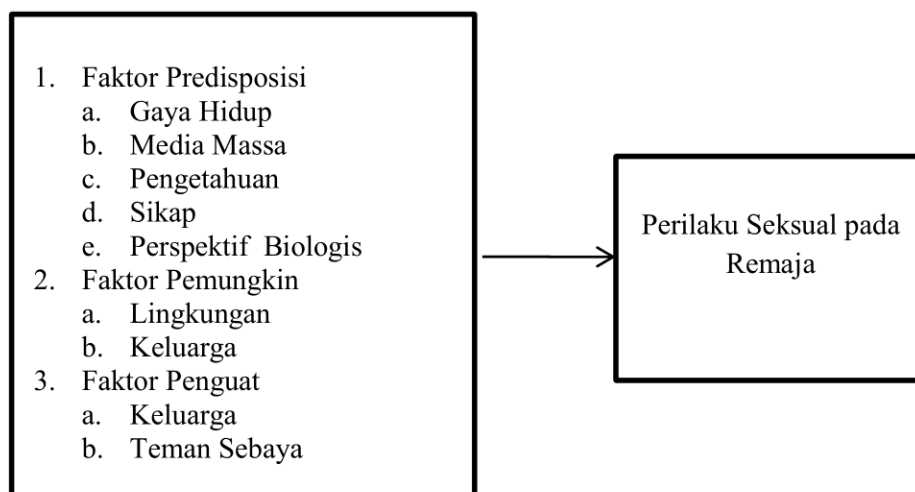 1. Faktor Predisposisi
a. Gaya Hidup
b. Media Massa
c. Pengetahuan
d. Sikap
e. Perspektif Biologis
2. Faktor Pemungkin
a. Lingkungan
b. Keluarga
3. Faktor Penguat
a. Keluarga
b. Teman Sebaya
Perilaku Seksual pada
Remaja